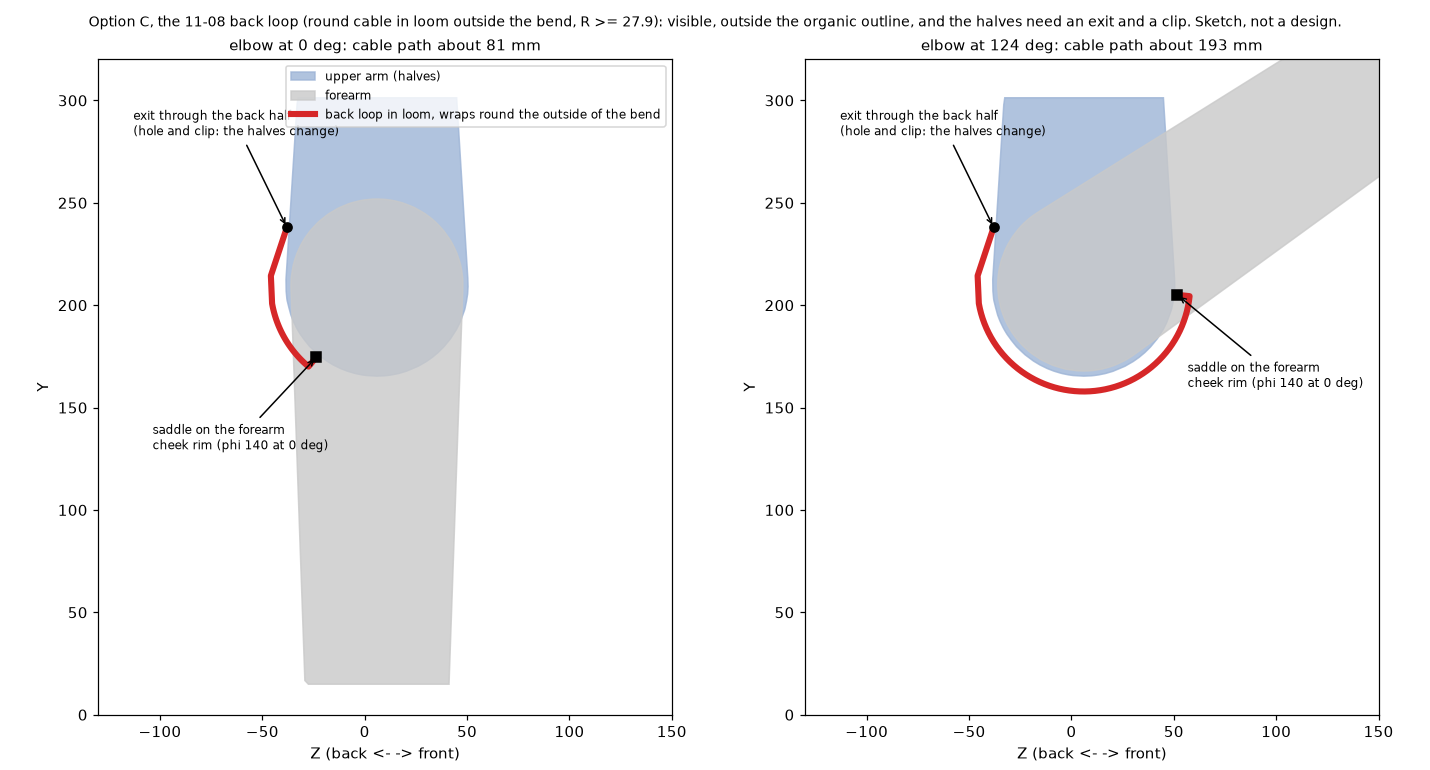 Option C, the 11-08 back loop (round cable in loom outside the bend, R >= 27.9): visible, outside the organic outline, and the halves need an exit and a clip. Sketch, not a design.
elbow at 0 deg: cable path about 81 mm
upper arm (halves)
forearm
back loop in loom, wraps round the outside of the bend
exit through the back half
(hole and clip: the halves change)
saddle on the forearm
cheek rim (phi 140 at 0 deg)
300
250
200
150
100
50
0
Y
−100
−50
0
50
100
150
Z (back <- -> front)
elbow at 124 deg: cable path about 193 mm
exit through the back half
(hole and clip: the halves change)
saddle on the forearm
cheek rim (phi 140 at 0 deg)
300
250
200
150
100
50
0
Y
−100
−50
0
50
100
150
Z (back <- -> front)